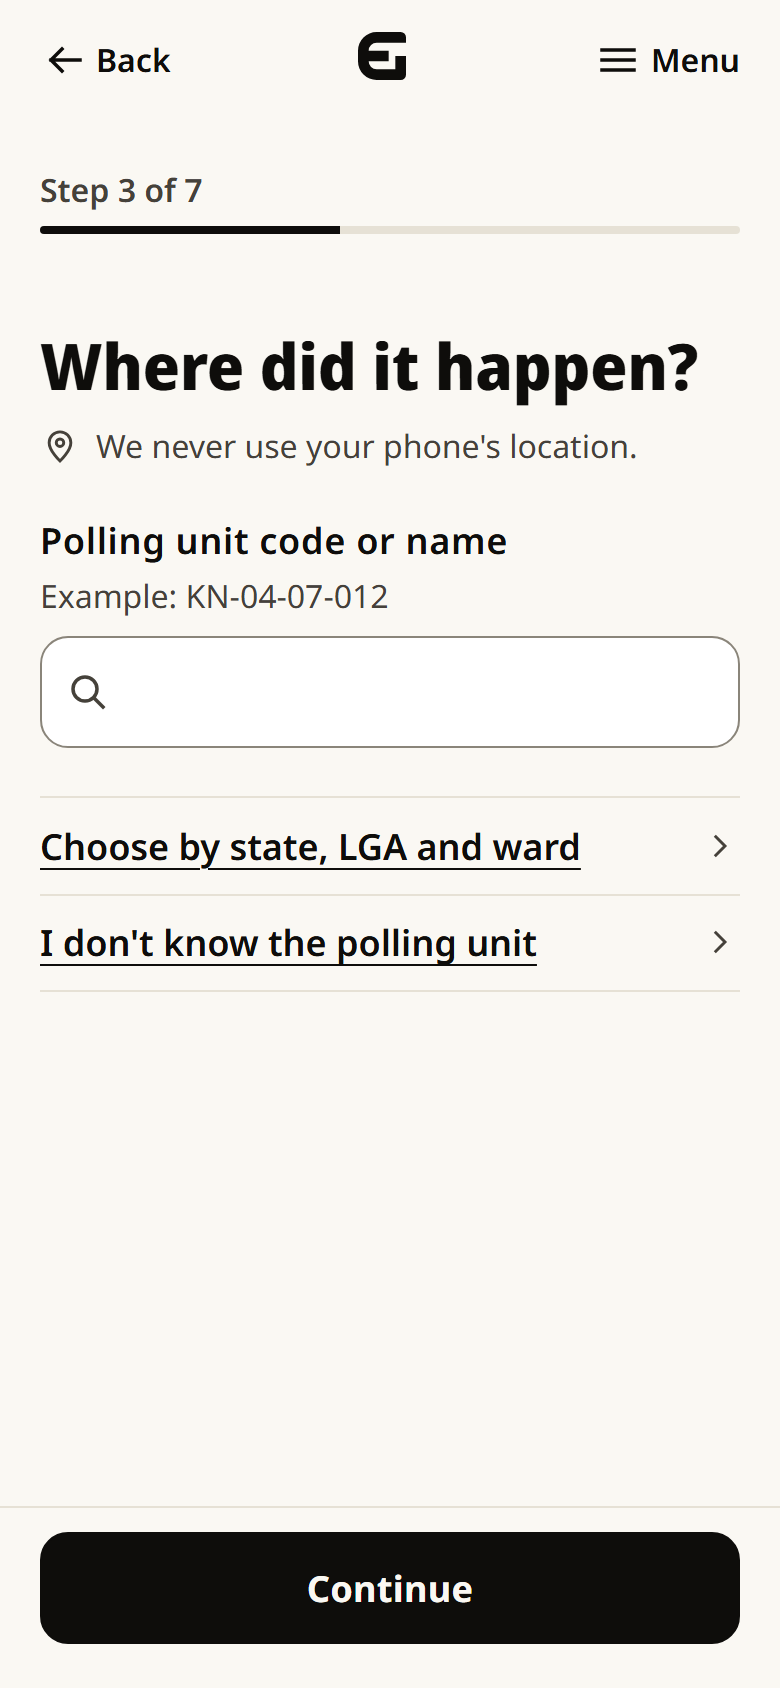 Back
Menu
Step 3 of 7
Where did it happen?
We never use your phone's location.
Polling unit code or name
Example: KN-04-07-012
Choose by state, LGA and ward
I don't know the polling unit
Continue